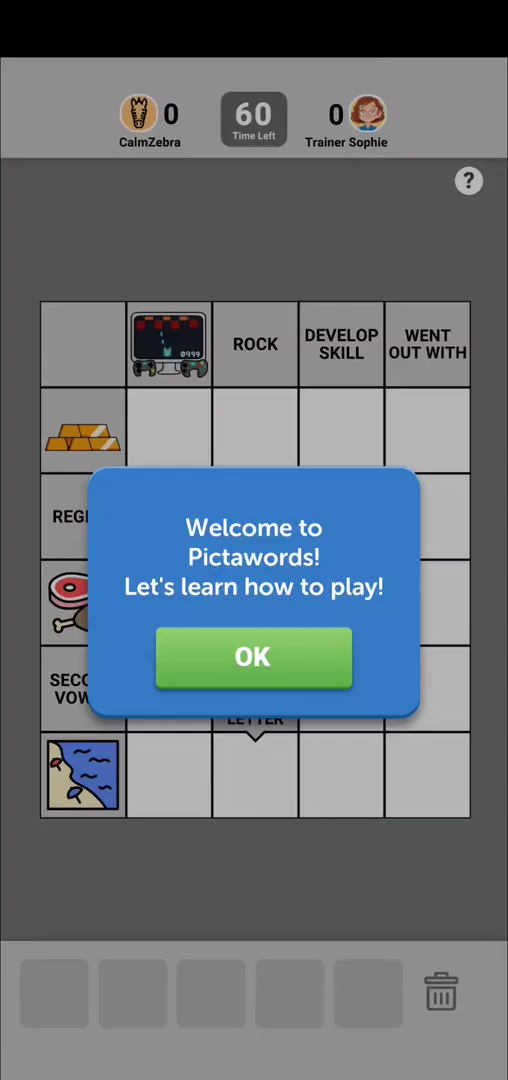 0
60
Time Left
0
CalmZebra
Trainer Sophie
?
0999
ROCK
DEVELOP
SKILL
WENT
OUT WITH
Welcome to
Pictawords!
Let's learn how to play!
OK
LETTER